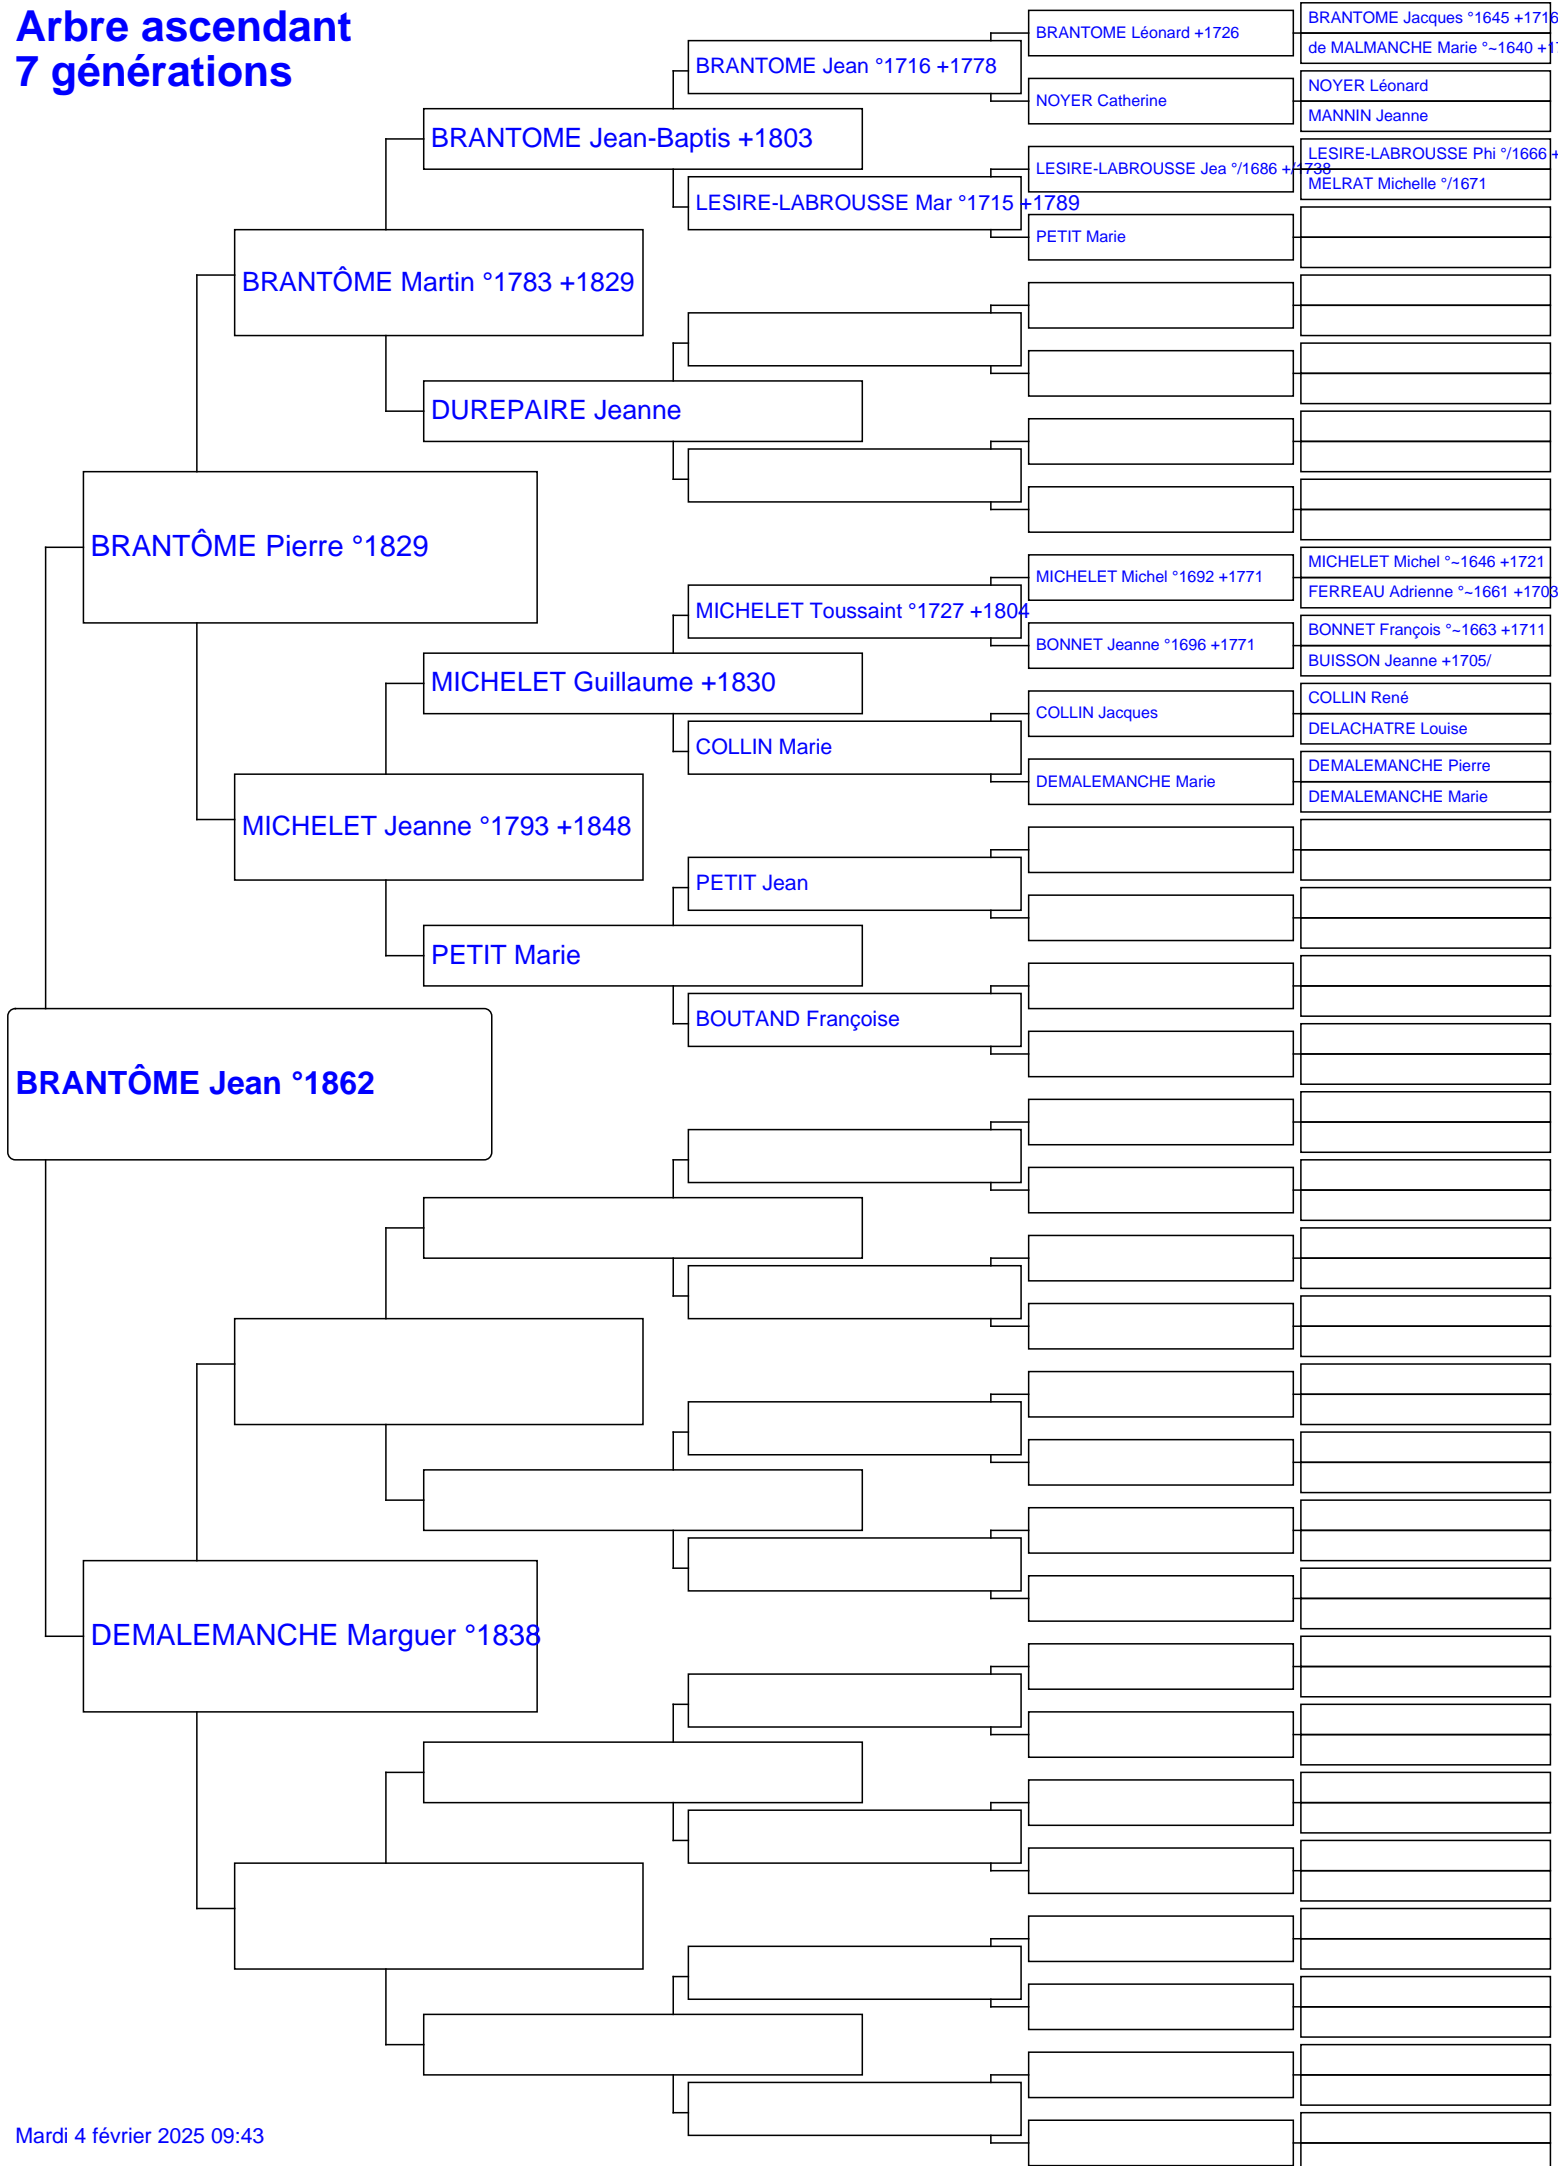 Arbre ascendant
7 générations
BRANTOME Jacques °1645 +1716
BRANTOME Léonard +1726
de MALMANCHE Marie °~1640
BRANTOME Jean °1716 +1778
NOYER Léonard
NOYER Catherine
MANNIN Jeanne
BRANTOME Jean-Baptis +1803
LESIRE-LABROUSSE Phi °/1666 +
LESIRE-LABROUSSE Jea °/1686 +/1738
MELRAT Michelle °/1671
LESIRE-LABROUSSE Mar °1715 +1789
PETIT Marie
BRANTÔME Martin °1783 +1829
DUREPAIRE Jeanne
BRANTÔME Pierre °1829
MICHELET Michel °~1646 +1721
MICHELET Michel °1692 +1771
FERREAU Adrienne °~1661 +1703
MICHELET Toussaint °1727 +1804
BONNET François °~1663 +1711
BONNET Jeanne °1696 +1771
BUISSON Jeanne +1705/
MICHELET Guillaume +1830
COLLIN René
COLLIN Jacques
DELACHATRE Louise
COLLIN Marie
DEMALEMANCHE Pierre
DEMALEMANCHE Marie
DEMALEMANCHE Marie
MICHELET Jeanne °1793 +1848
PETIT Jean
PETIT Marie
BOUTAND Françoise
BRANTÔME Jean °1862
DEMALEMANCHE Marguer °1838
Mardi 4 février 2025 09:43